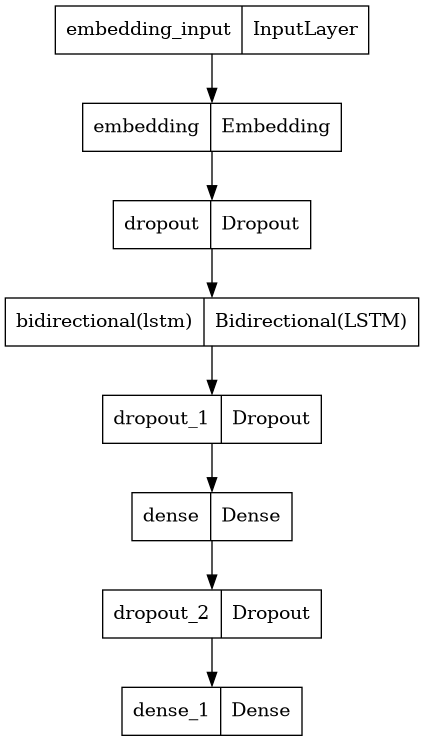 embedding_input InputLayer
embedding Embedding
dropout Dropout
bidirectional(lstm) Bidirectional(LSTM)
dropout_1 Dropout
dense Dense
dropout_2 Dropout
dense_1 Dense